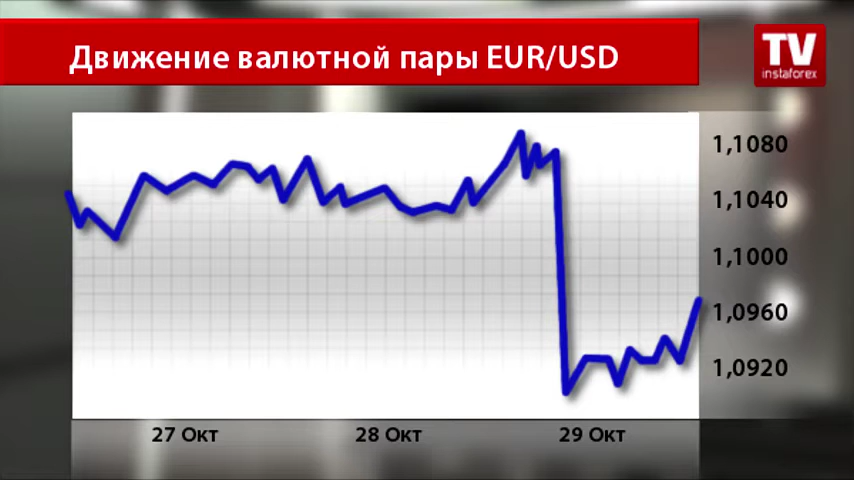 Движение валютной пары EUR/USD
TV
instaforex
1,1080
1,1040
1,1000
1,0960
1,0920
27 Окт
28 Окт
29 Окт